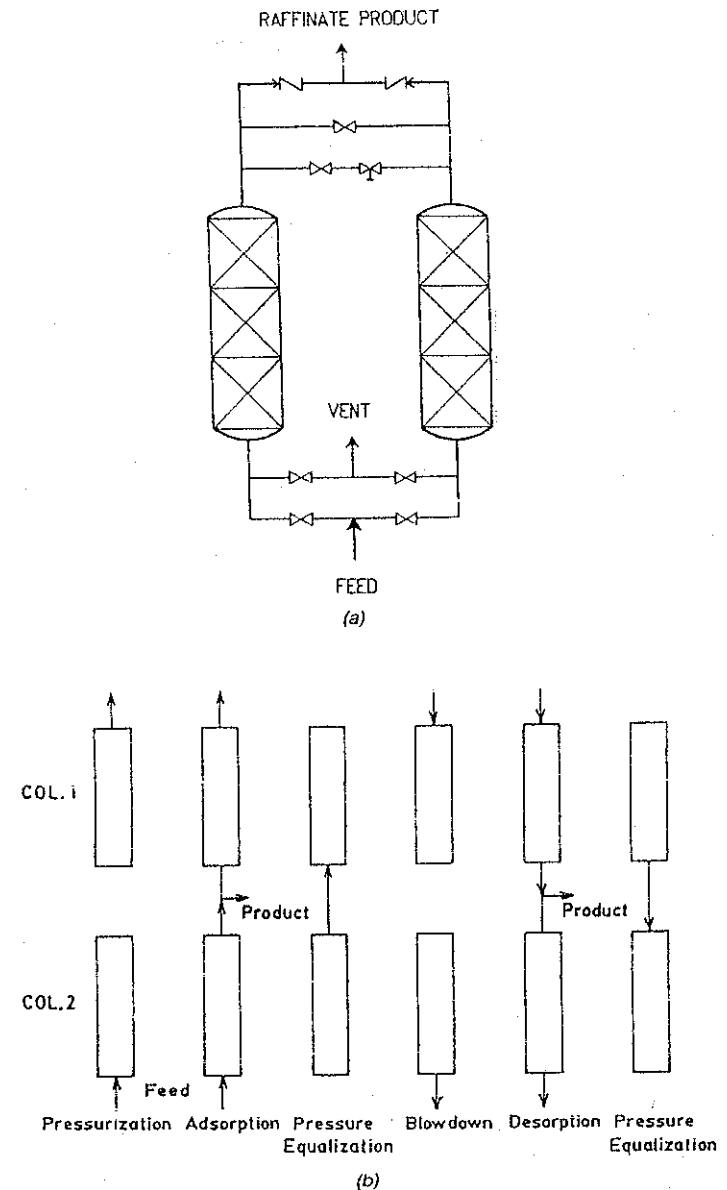 RAFFINATE PRODUCT
VENT
FEED
(a)
COL.1
Product
Product
COL.2
Feed
Pressurization Adsorption Pressure Equalization Blowdown Desorption Pressure Equalization
(b)